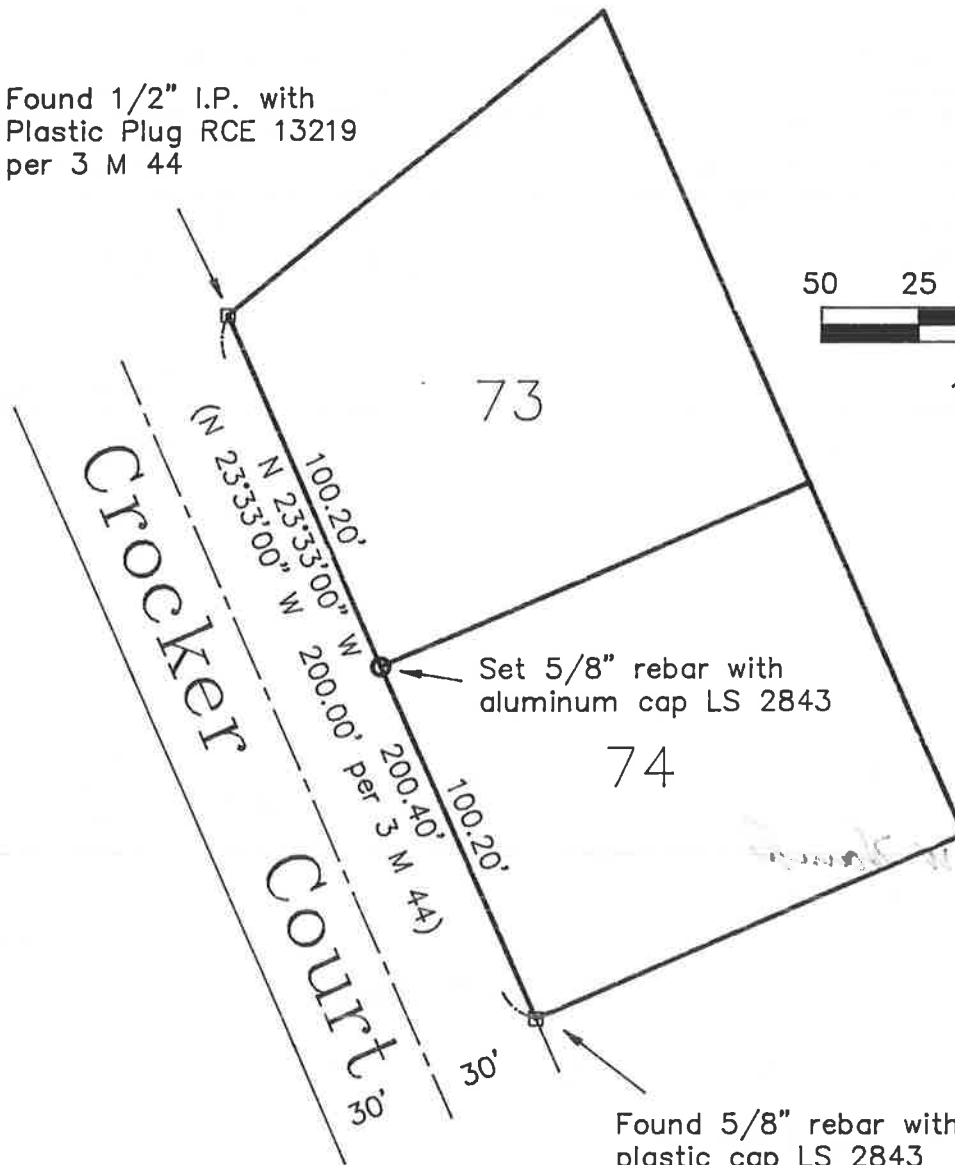 Found 1/2" I.P. with
Plastic Plug RCE 13219
per 3 M 44
50 25
73
100.20'
N 23°33'00" W 200.40'
(N 23°33'00" W 200.00' per 3 M 44)
Crocker Court
Set 5/8" rebar with
aluminum cap LS 2843
74
100.20'
30'
30'
Found 5/8" rebar with
plastic cap LS 2843